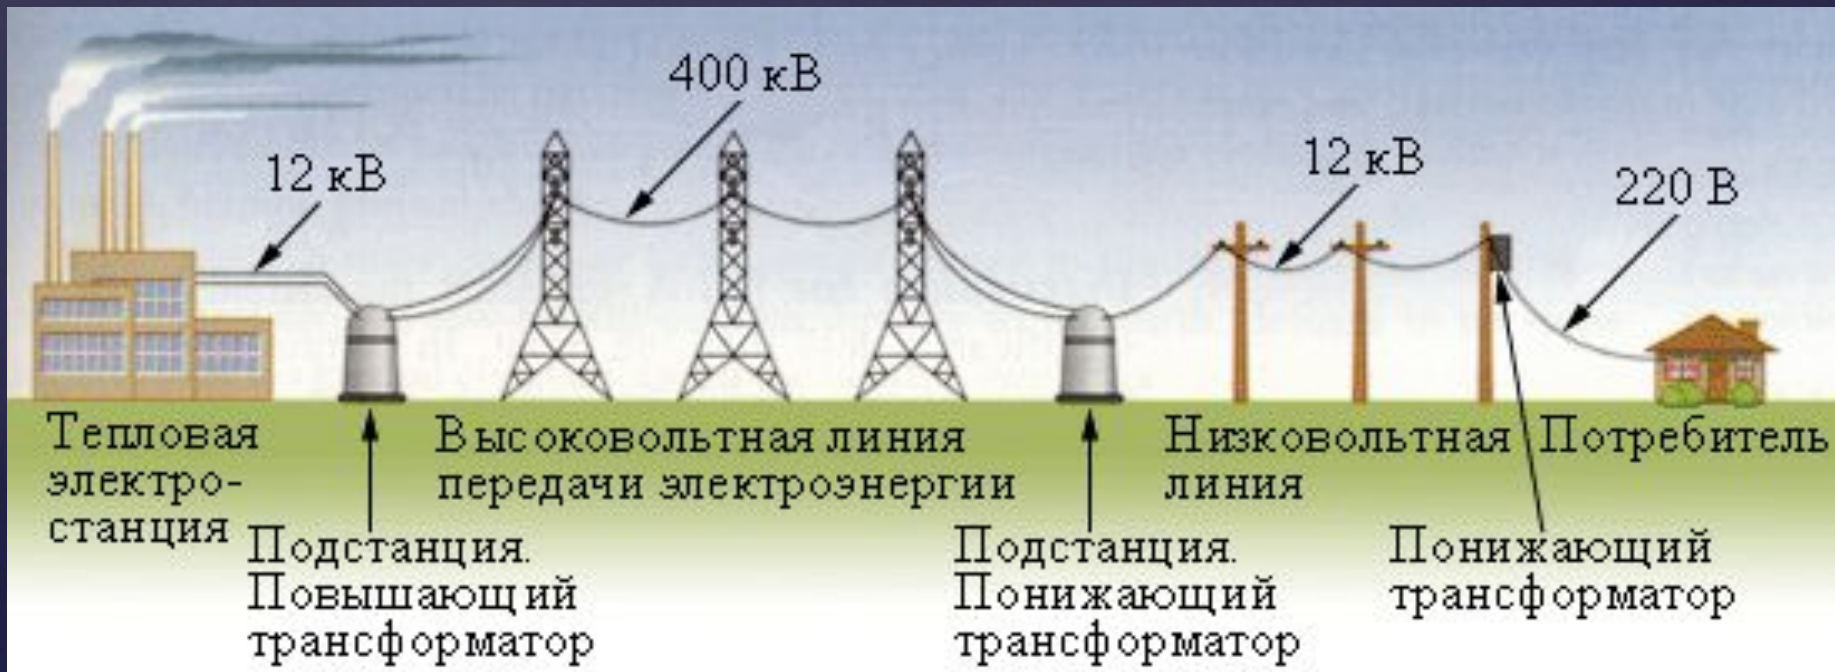 400 кВ
12 кВ
12 кВ
220 В
Тепловая
электро-
станция
Подстанция.
Повышающий
трансформатор
Высоковольтная линия
передачи электроэнергии
Подстанция.
Понижающий
трансформатор
Низковольтная
линия
Потребитель
Понижающий
трансформатор